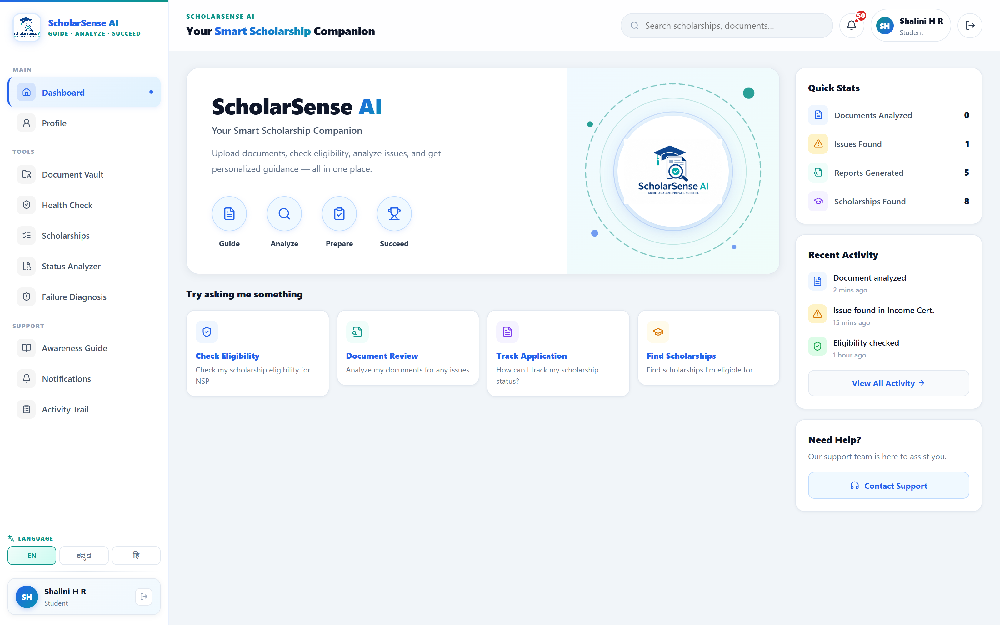 ScholarSense AI
GUIDE · ANALYZE · SUCCEED
MAIN
Dashboard
Profile
TOOLS
Document Vault
Health Check
Scholarships
Status Analyzer
Failure Diagnosis
SUPPORT
Awareness Guide
Notifications
Activity Trail
LANGUAGE
EN
ಕನ್ನಡ
हिं
SH
Shalini H R
Student
SCHOLARSENSE AI
Your Smart Scholarship Companion
Search scholarships, documents...
50
SH
Shalini H R
Student
ScholarSense AI
Your Smart Scholarship Companion
Upload documents, check eligibility, analyze issues, and get
personalized guidance — all in one place.
Guide
Analyze
Prepare
Succeed
ScholarSense AI
GUIDE. ANALYZE. PREPARE. SUCCEED.
Try asking me something
Check Eligibility
Check my scholarship eligibility for
NSP
Document Review
Analyze my documents for any issues
Track Application
How can I track my scholarship
status?
Find Scholarships
Find scholarships I'm eligible for
Quick Stats
Documents Analyzed 0
Issues Found 1
Reports Generated 5
Scholarships Found 8
Recent Activity
Document analyzed
2 mins ago
Issue found in Income Cert.
15 mins ago
Eligibility checked
1 hour ago
View All Activity →
Need Help?
Our support team is here to assist you.
Contact Support